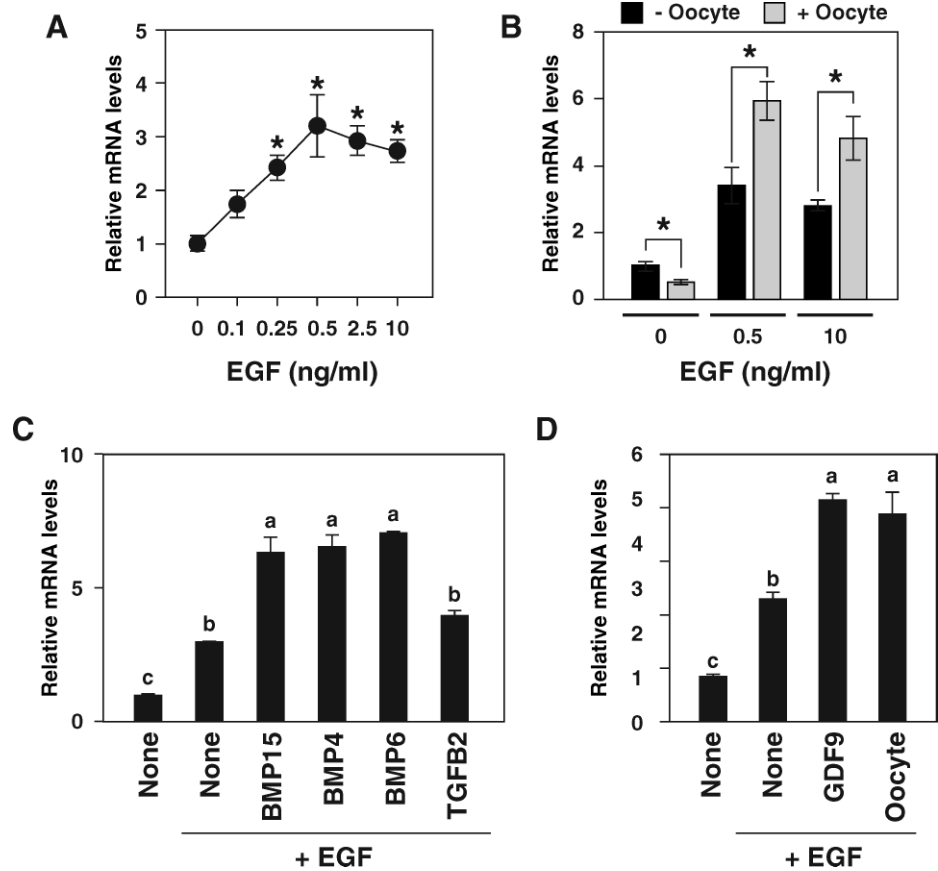 A
Relative mRNA levels
5
4
3
2
1
0
* * * *
0 0.1 0.25 0.5 2.5 10
EGF (ng/ml)
B
- Oocyte + Oocyte
Relative mRNA levels
8
6
4
2
0
* * *
0 0.5 10
EGF (ng/ml)
C
Relative mRNA levels
10
5
0
c b a a a b
None None BMP15 BMP4 BMP6 TGFB2
+ EGF
D
Relative mRNA levels
6
5
4
3
2
1
0
c b a a
None None GDF9 Oocyte
+ EGF